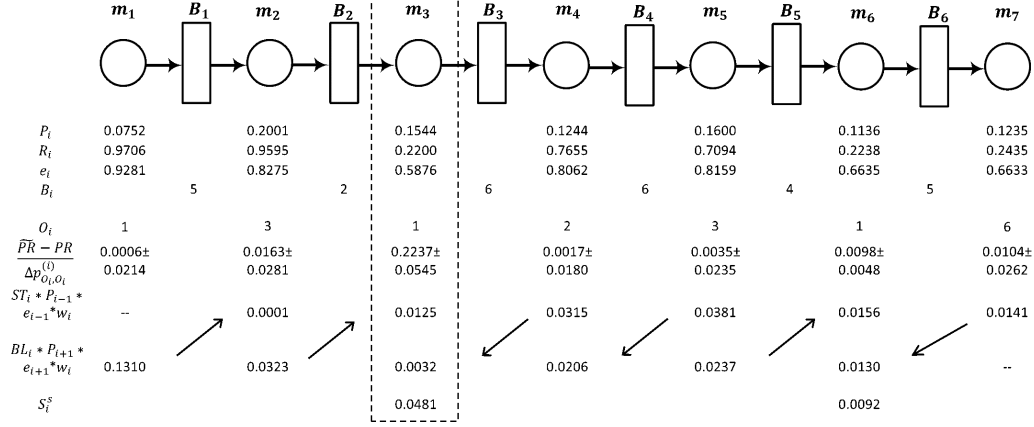 m₁ B₁ m₂ B₂ m₃ B₃ m₄ B₄ m₅ B₅ m₆ B₆ m₇
Pᵢ 0.0752 0.2001 0.1544 0.1244 0.1600 0.1136 0.1235
Rᵢ 0.9706 0.9595 0.2200 0.7655 0.7094 0.2238 0.2435
eᵢ 0.9281 0.8275 0.5876 0.8062 0.8159 0.6635 0.6633
Bᵢ 5 2 6 6 4 5
Oᵢ 1 3 1 2 3 1 6
P͂R − PR 0.0006± 0.0163± 0.2237± 0.0017± 0.0035± 0.0098± 0.0104±
Δp⁽ⁱ⁾_{Oᵢ,Oᵢ} 0.0214 0.0281 0.0545 0.0180 0.0235 0.0048 0.0262
STᵢ * Pᵢ₋₁ *
eᵢ₋₁*wᵢ -- 0.0001 0.0125 0.0315 0.0381 0.0156 0.0141
BLᵢ * Pᵢ₊₁ *
eᵢ₊₁*wᵢ 0.1310 0.0323 0.0032 0.0206 0.0237 0.0130 --
Sᵢˢ 0.0481 0.0092